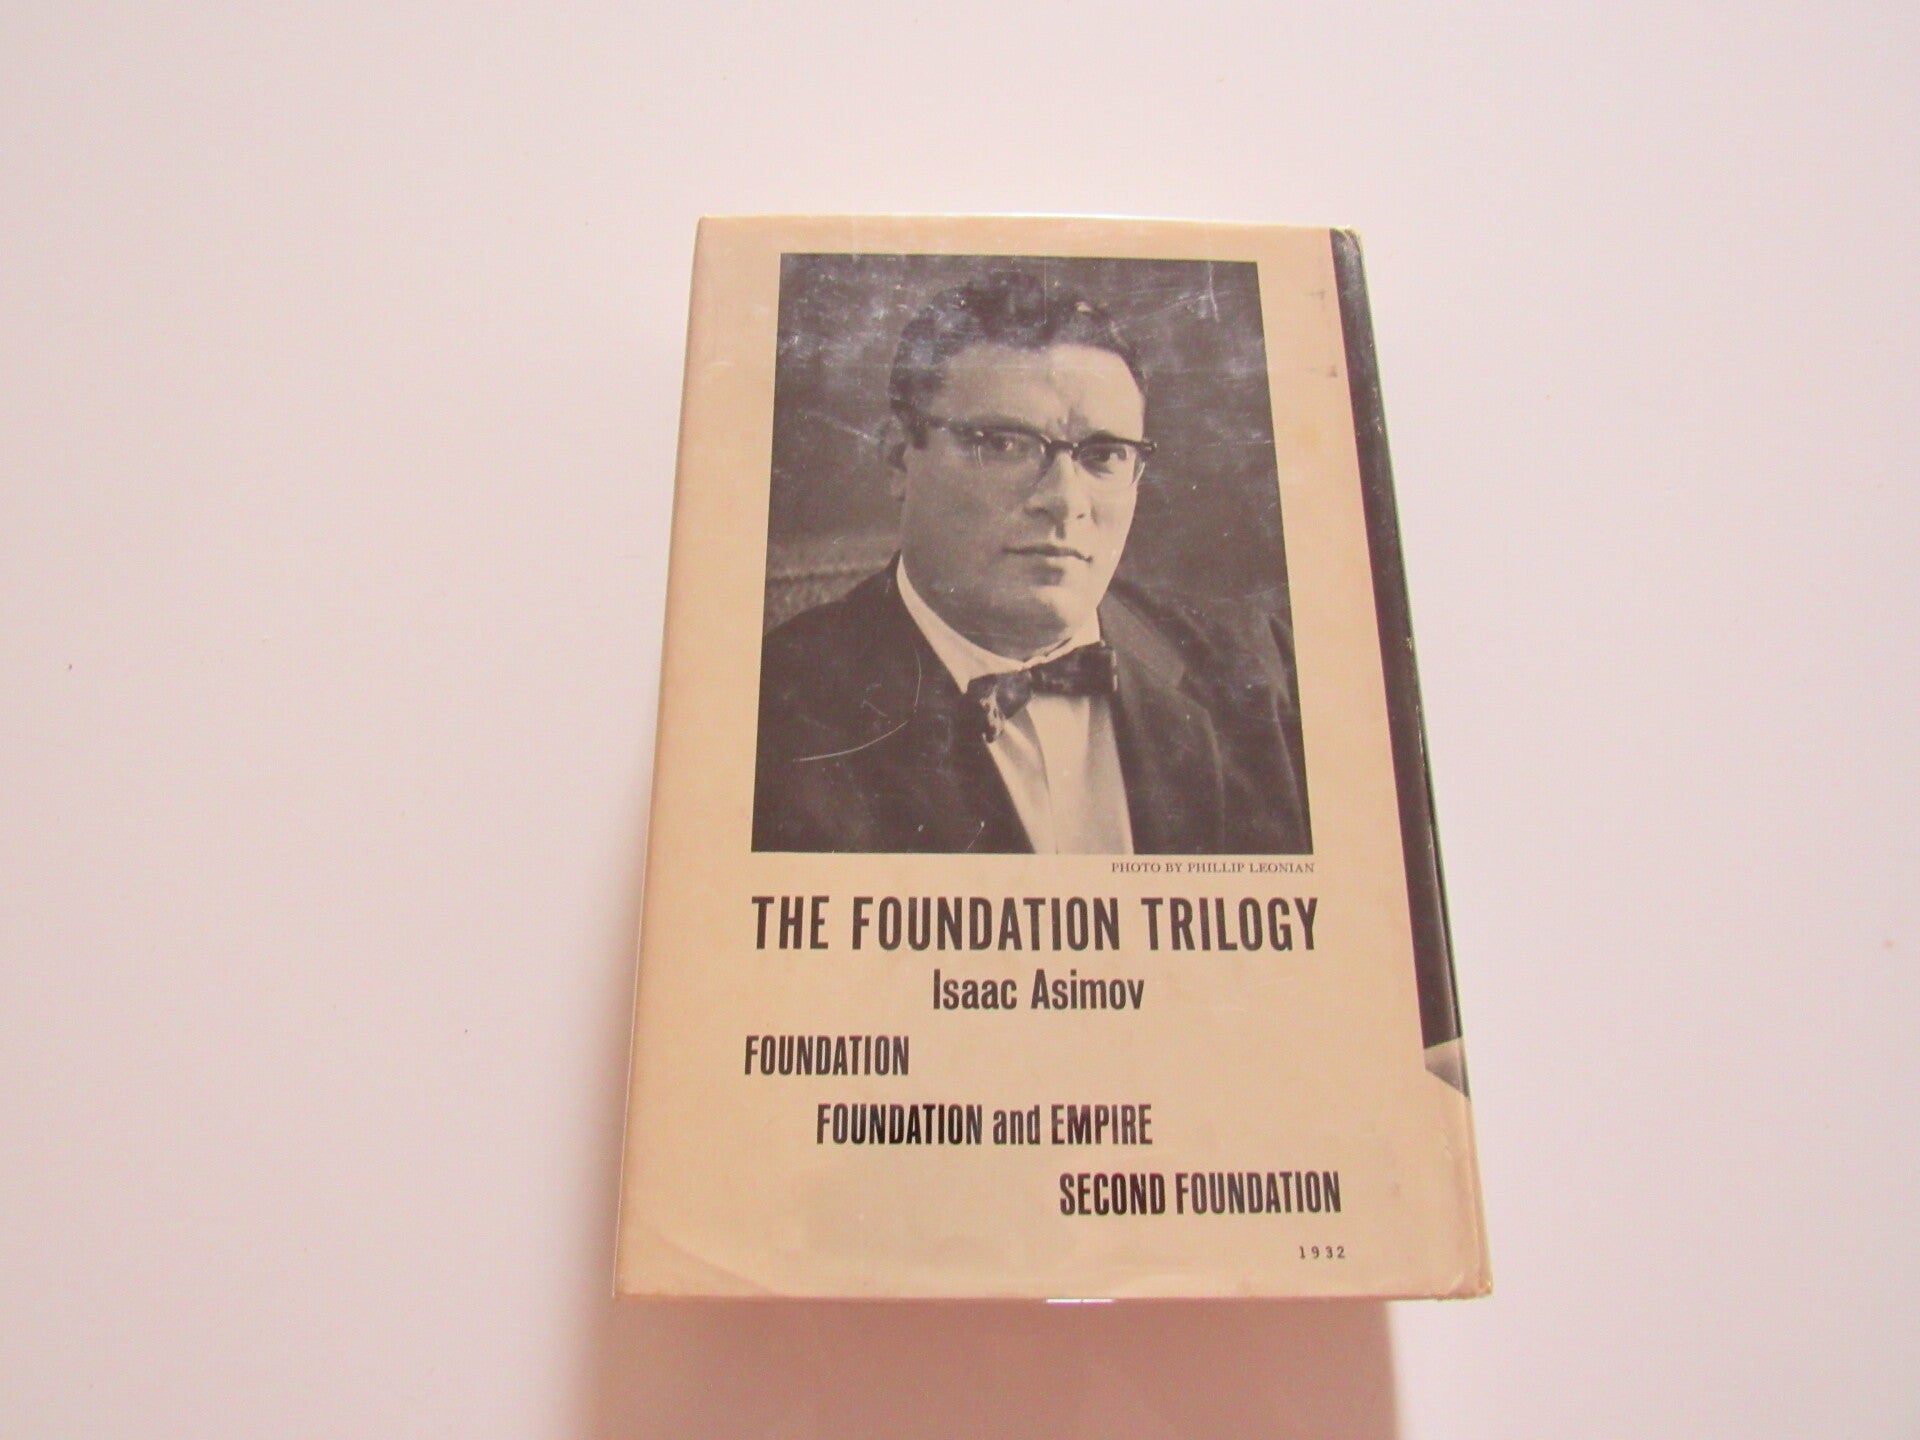 PHOTO BY PHILLIP LEONIAN
THE FOUNDATION TRILOGY
Isaac Asimov
FOUNDATION
FOUNDATION and EMPIRE
SECOND FOUNDATION
1932